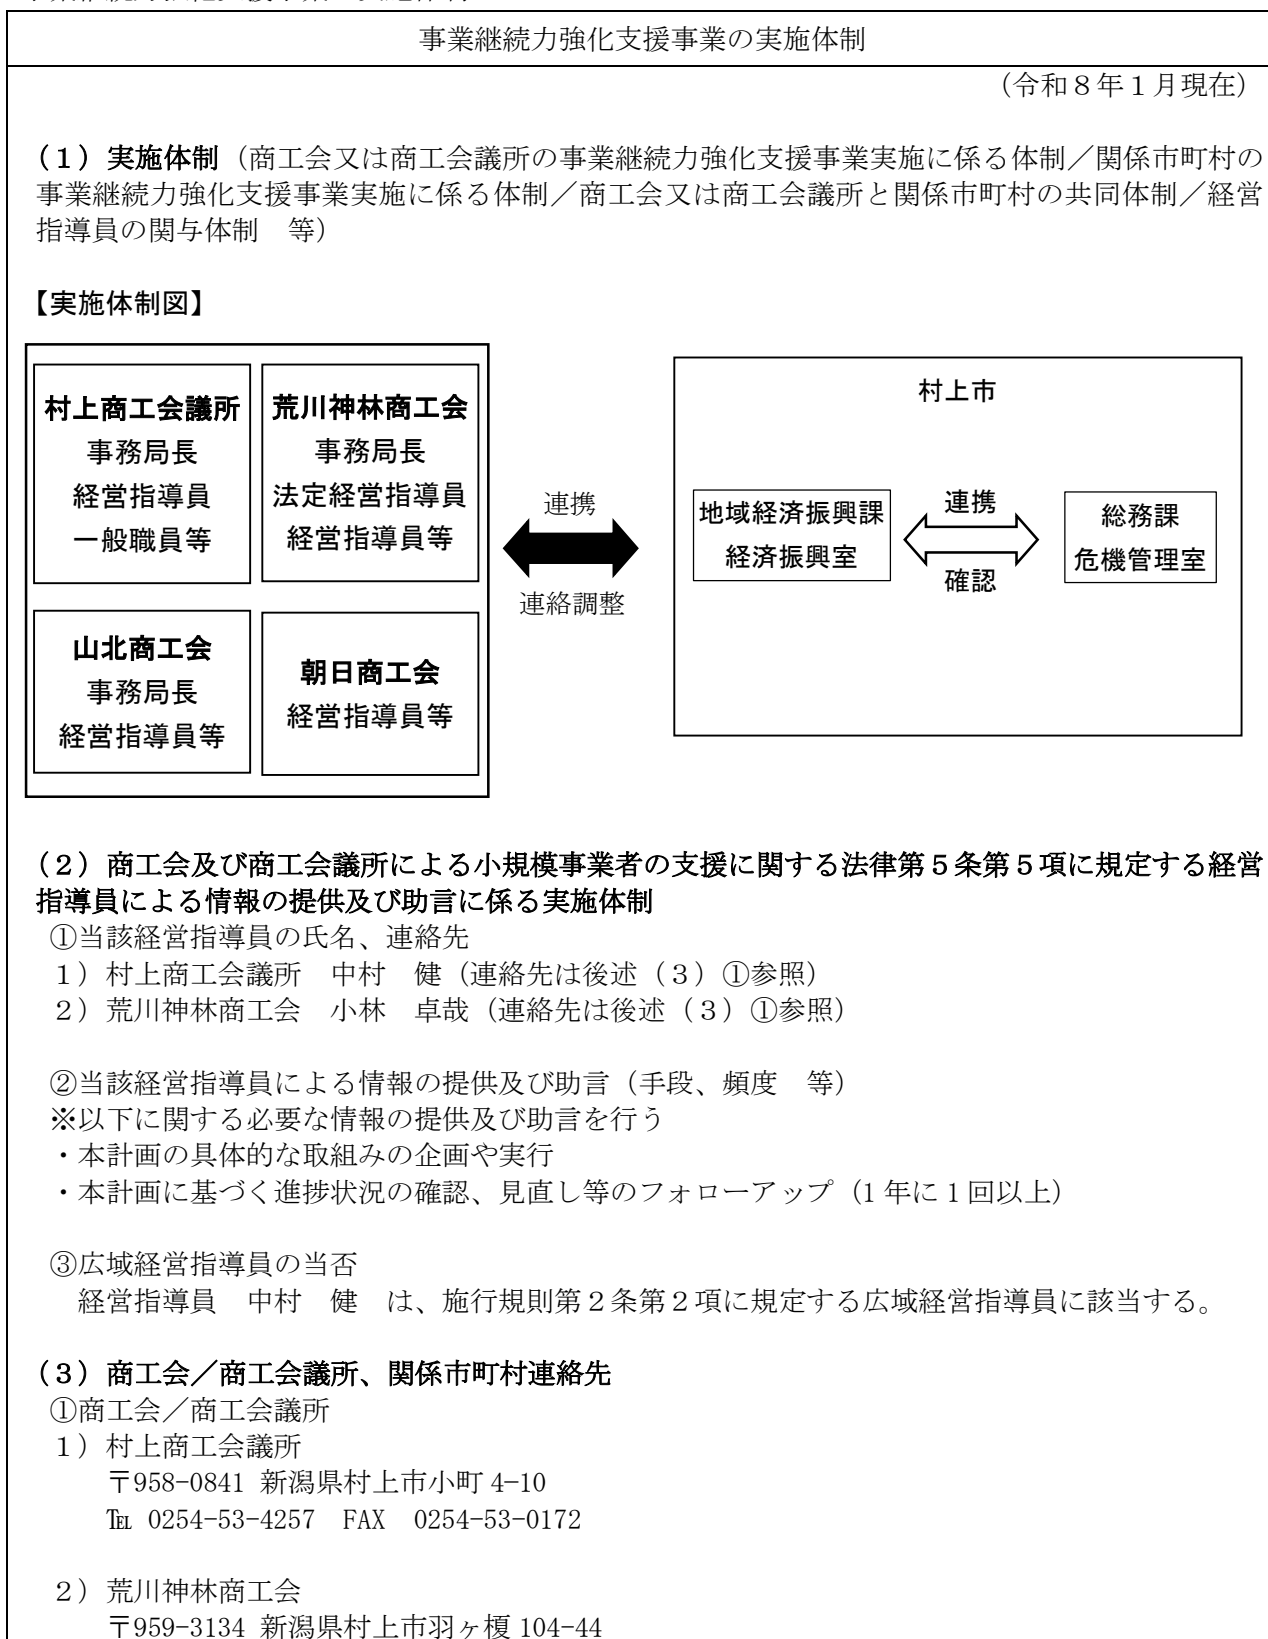 事業継続力強化支援事業の実施体制
（令和８年１月現在）
（１）実施体制（商工会又は商工会議所の事業継続力強化支援事業実施に係る体制／関係市町村の
事業継続力強化支援事業実施に係る体制／商工会又は商工会議所と関係市町村の共同体制／経営
指導員の関与体制　等）
【実施体制図】
村上商工会議所
事務局長
経営指導員
一般職員等
荒川神林商工会
事務局長
法定経営指導員
経営指導員等
山北商工会
事務局長
経営指導員等
朝日商工会
経営指導員等
連携
連絡調整
村上市
地域経済振興課
経済振興室
連携
確認
総務課
危機管理室
（２）商工会及び商工会議所による小規模事業者の支援に関する法律第５条第５項に規定する経営
指導員による情報の提供及び助言に係る実施体制
①当該経営指導員の氏名、連絡先
１）村上商工会議所　中村　健（連絡先は後述（３）①参照）
２）荒川神林商工会　小林　卓哉（連絡先は後述（３）①参照）
②当該経営指導員による情報の提供及び助言（手段、頻度　等）
※以下に関する必要な情報の提供及び助言を行う
・本計画の具体的な取組みの企画や実行
・本計画に基づく進捗状況の確認、見直し等のフォローアップ（1 年に 1 回以上）
③広域経営指導員の当否
経営指導員　中村　健　は、施行規則第２条第２項に規定する広域経営指導員に該当する。
（３）商工会／商工会議所、関係市町村連絡先
①商工会／商工会議所
１）村上商工会議所
〒958-0841 新潟県村上市小町 4-10
℡ 0254-53-4257　FAX　0254-53-0172
２）荒川神林商工会
〒959-3134 新潟県村上市羽ヶ榎 104-44